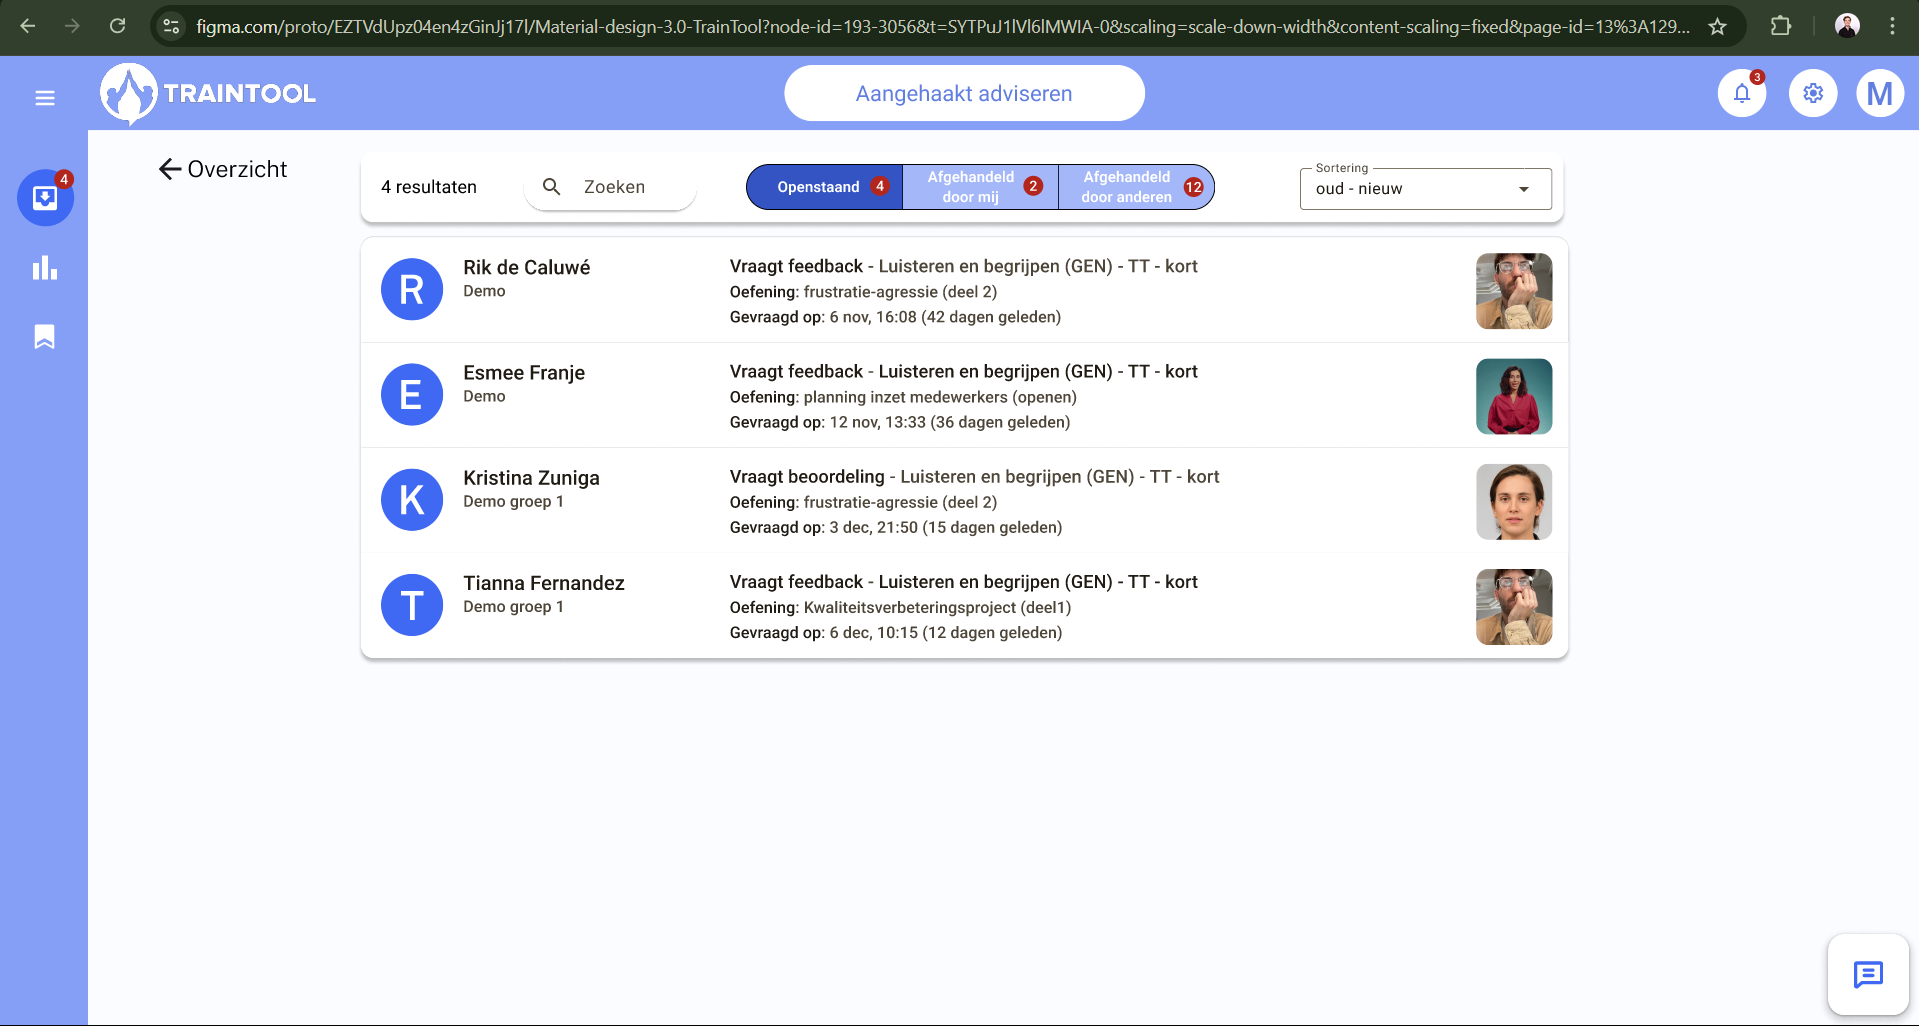 figma.com/proto/EZTVdUpz04en4zGinJj17l/Material-design-3.0-TrainTool?node-id=193-3056&t=SYTPuJ1lVl6lMWIA-0&scaling=scale-down-width&content-scaling=fixed&page-id=13%3A129...
TRAINTOOL
Aangehaakt adviseren
3
M
4
Overzicht
4 resultaten
Zoeken
Openstaand 4
Afgehandeld door mij 2
Afgehandeld door anderen 12
Sortering
oud - nieuw
R
Rik de Caluwé
Demo
Vraagt feedback - Luisteren en begrijpen (GEN) - TT - kort
Oefening: frustratie-agressie (deel 2)
Gevraagd op: 6 nov, 16:08 (42 dagen geleden)
E
Esmee Franje
Demo
Vraagt feedback - Luisteren en begrijpen (GEN) - TT - kort
Oefening: planning inzet medewerkers (openen)
Gevraagd op: 12 nov, 13:33 (36 dagen geleden)
K
Kristina Zuniga
Demo groep 1
Vraagt beoordeling - Luisteren en begrijpen (GEN) - TT - kort
Oefening: frustratie-agressie (deel 2)
Gevraagd op: 3 dec, 21:50 (15 dagen geleden)
T
Tianna Fernandez
Demo groep 1
Vraagt feedback - Luisteren en begrijpen (GEN) - TT - kort
Oefening: Kwaliteitsverbeteringsproject (deel1)
Gevraagd op: 6 dec, 10:15 (12 dagen geleden)